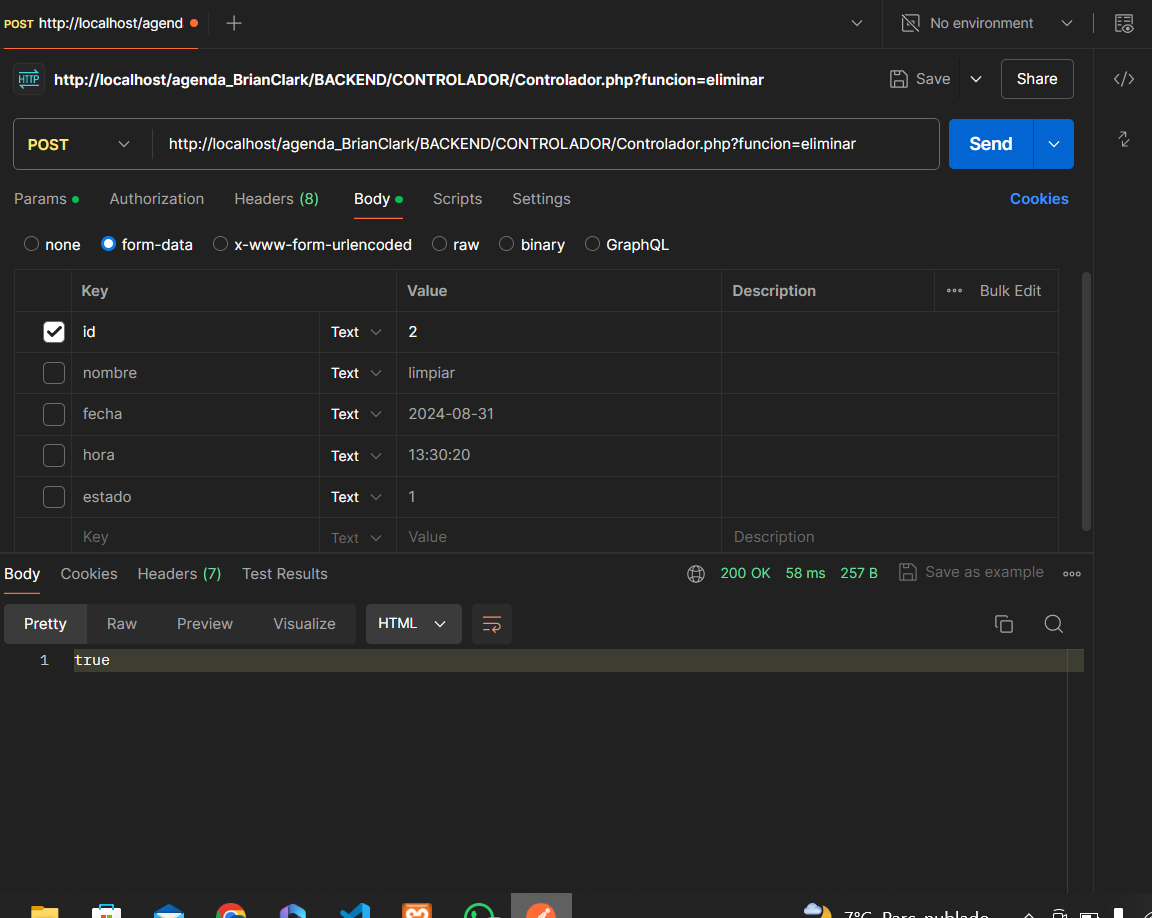 POST http://localhost/agend
No environment
HTTP http://localhost/agenda_BrianClark/BACKEND/CONTROLADOR/Controlador.php?funcion=eliminar
Save
Share
POST http://localhost/agenda_BrianClark/BACKEND/CONTROLADOR/Controlador.php?funcion=eliminar
Send
Params Authorization Headers (8) Body Scripts Settings Cookies
none form-data x-www-form-urlencoded raw binary GraphQL
Key Value Description Bulk Edit
id Text 2
nombre Text limpiar
fecha Text 2024-08-31
hora Text 13:30:20
estado Text 1
Key Text Value Description
Body Cookies Headers (7) Test Results 200 OK 58 ms 257 B Save as example
Pretty Raw Preview Visualize HTML
1 true
7°C Parc. nublado